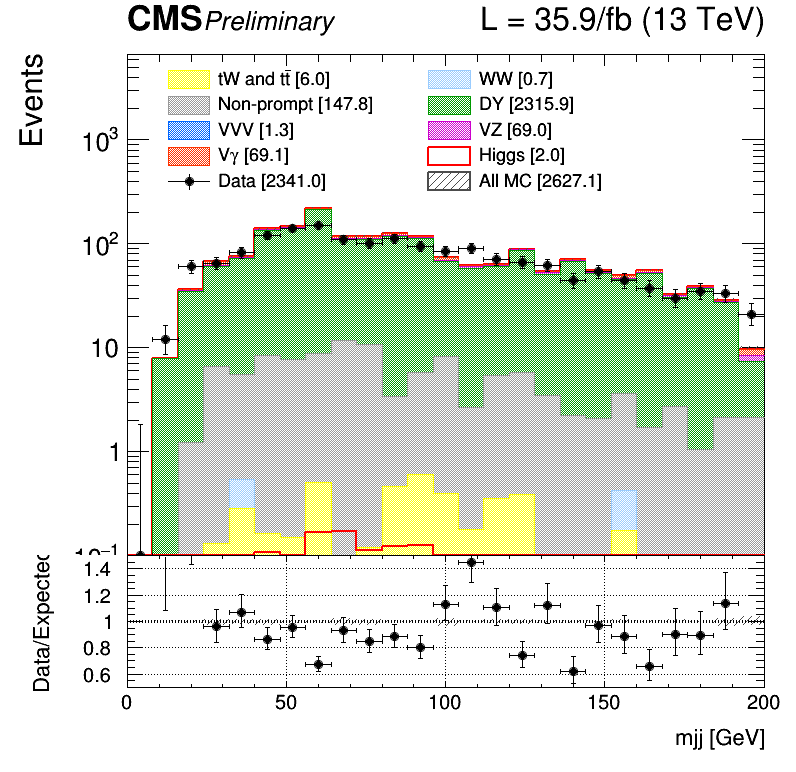 CMS Preliminary L = 35.9/fb (13 TeV)
Events
tW and tt̄ [6.0] WW [0.7]
Non-prompt [147.8] DY [2315.9]
VVV [1.3] VZ [69.0]
Vγ [69.1] Higgs [2.0]
Data [2341.0] All MC [2627.1]
10³
10²
10
1
10⁻¹
Data/Expected
1.4
1.2
1
0.8
0.6
0 50 100 150 200
mjj [GeV]